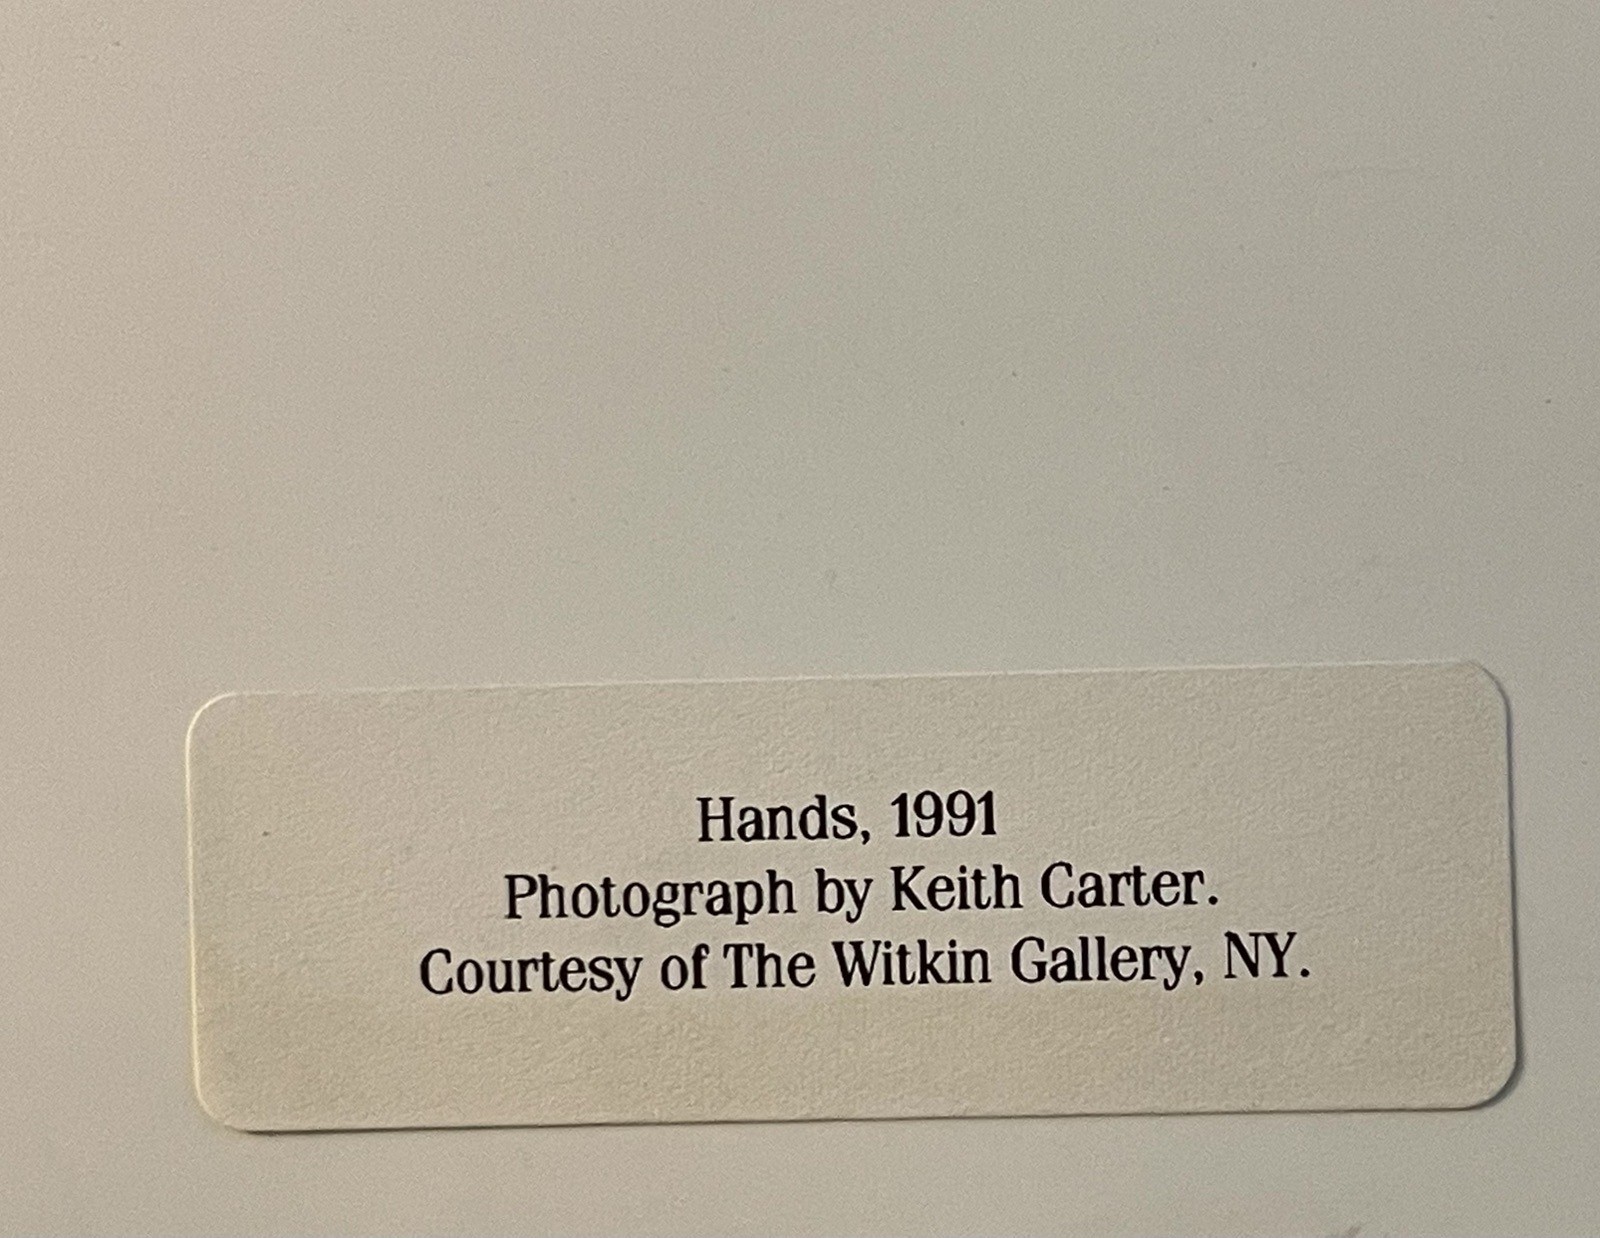 Hands, 1991
Photograph by Keith Carter.
Courtesy of The Witkin Gallery, NY.